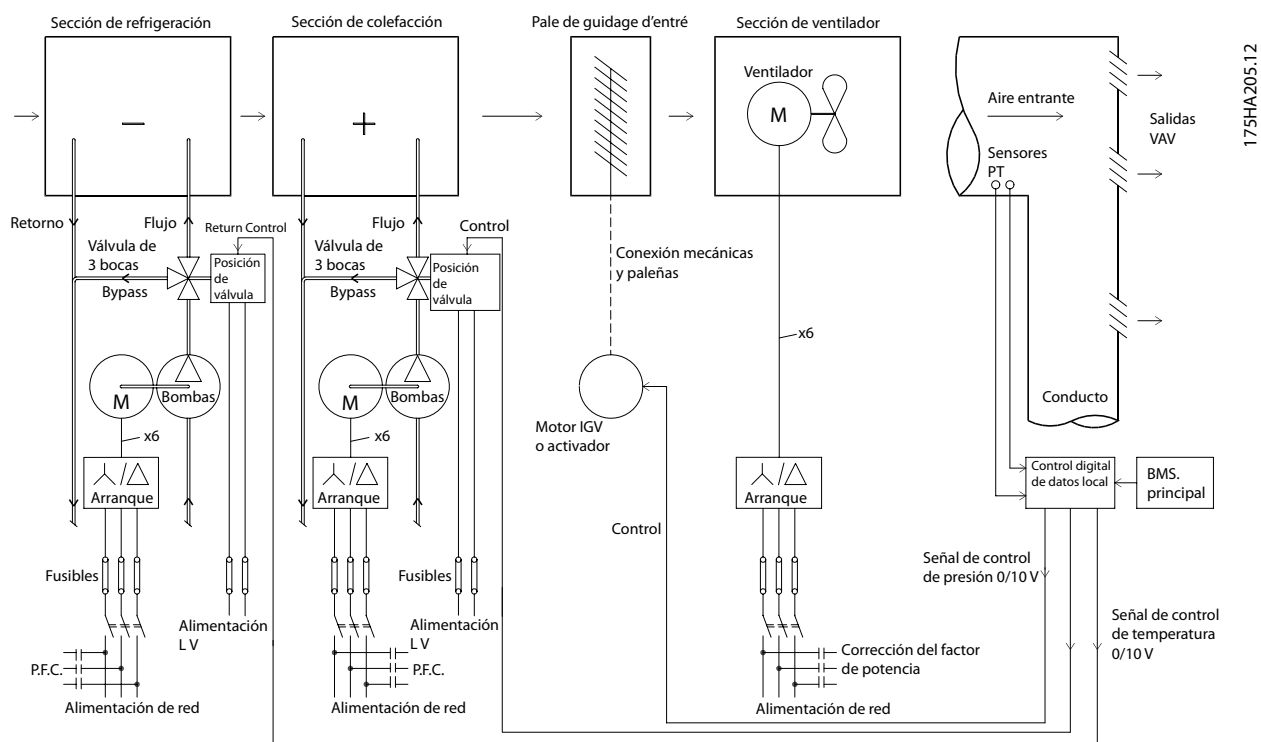 Sección de refrigeración
Sección de colefacción
Pale de guidage d'entré
Sección de ventilador
175HA205.12
Ventilador
M
Aire entrante
Salidas
VAV
Sensores
PT
Retorno
Flujo
Return Control
Válvula de
3 bocas
Bypass
Posición
de
válvula
Retorno
Flujo
Control
Válvula de
3 bocas
Bypass
Posición
de
válvula
Conexión mecánicas
y paleñas
x6
M
Bombas
M
Bombas
Motor IGV
o activador
Conducto
x6
x6
Arranque
Arranque
Arranque
Control digital
de datos local
BMS.
principal
Control
Señal de control
de presión 0/10 V
Fusibles
Fusibles
Alimentación
L V
Alimentación
L V
Señal de control
de temperatura
0/10 V
P.F.C.
P.F.C.
Corrección del factor
de potencia
Alimentación de red
Alimentación de red
Alimentación de red